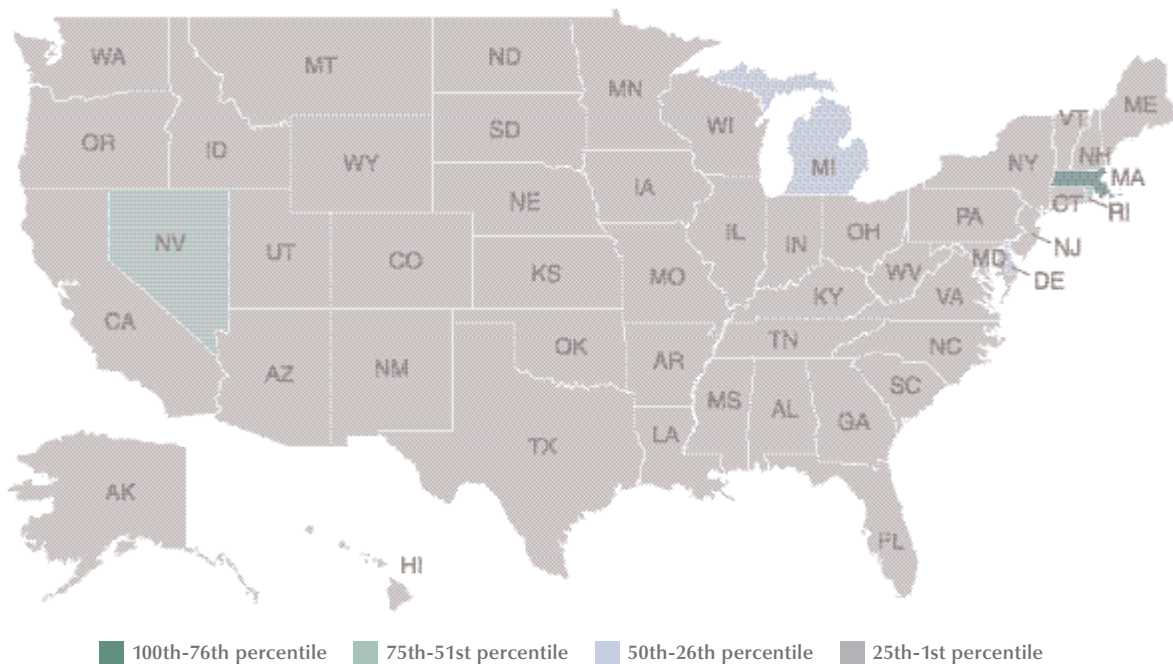 WA
MT
ND
MN
ME
VT
OR
ID
SD
WI
NH
WY
MI
NY
MA
IA
CT
RI
NE
PA
NV
IL
IN
OH
NJ
UT
CO
MD
WV
DE
KS
MO
KY
VA
CA
TN
NC
OK
AR
AZ
NM
SC
MS
AL
GA
LA
TX
AK
FL
HI
100th-76th percentile 75th-51st percentile 50th-26th percentile 25th-1st percentile